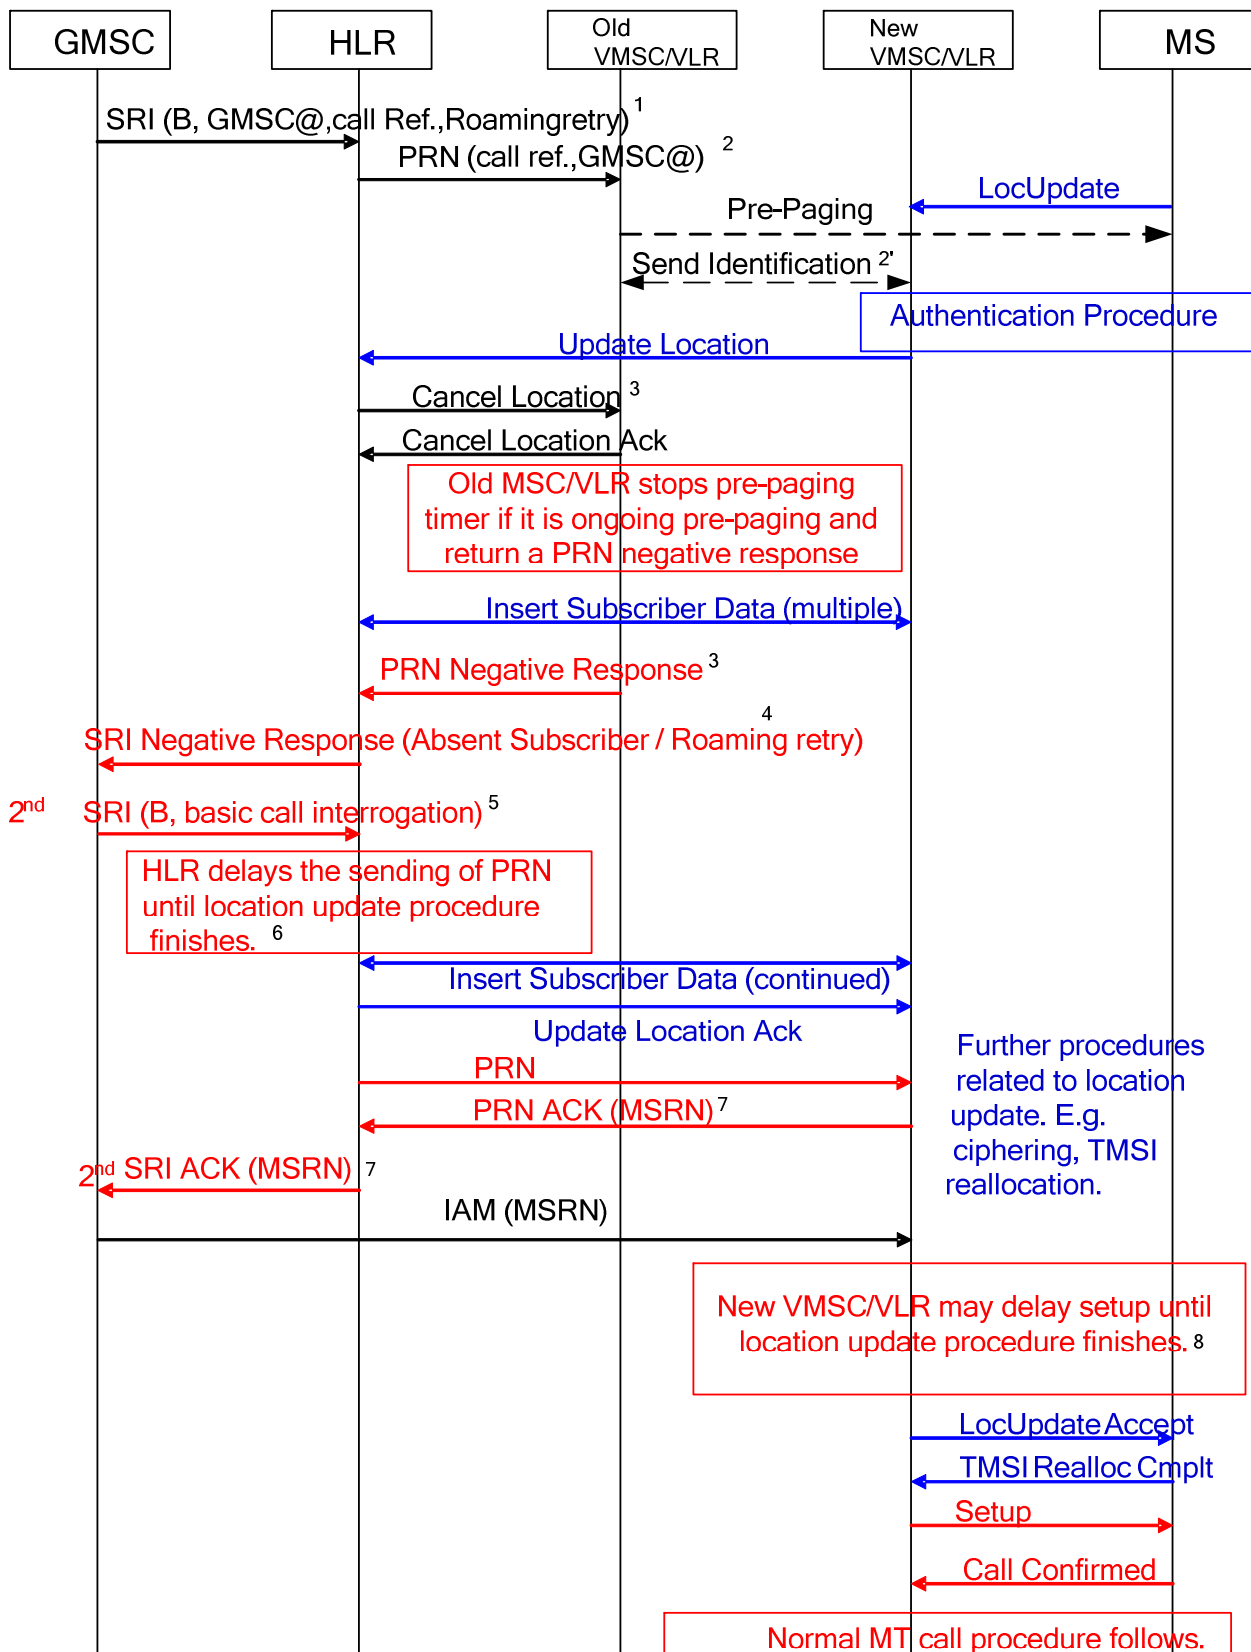 GMSC
HLR
Old
VMSC/VLR
New
VMSC/VLR
MS
SRI (B, GMSC@,call Ref.,Roamingretry) 1
PRN (call ref.,GMSC@) 2
LocUpdate
Pre-Paging
Send Identification 2'
Authentication Procedure
Update Location
Cancel Location 3
Cancel Location Ack
Old MSC/VLR stops pre-paging
timer if it is ongoing pre-paging and
return a PRN negative response
Insert Subscriber Data (multiple)
PRN Negative Response 3
SRI Negative Response (Absent Subscriber / Roaming retry) 4
2nd SRI (B, basic call interrogation) 5
HLR delays the sending of PRN
until location update procedure
finishes. 6
Insert Subscriber Data (continued)
Update Location Ack
Further procedures
related to location
update. E.g.
ciphering, TMSI
reallocation.
PRN
PRN ACK (MSRN) 7
2nd SRI ACK (MSRN) 7
IAM (MSRN)
New VMSC/VLR may delay setup until
location update procedure finishes. 8
LocUpdate Accept
TMSI Realloc Cmplt
Setup
Call Confirmed
Normal MT call procedure follows.